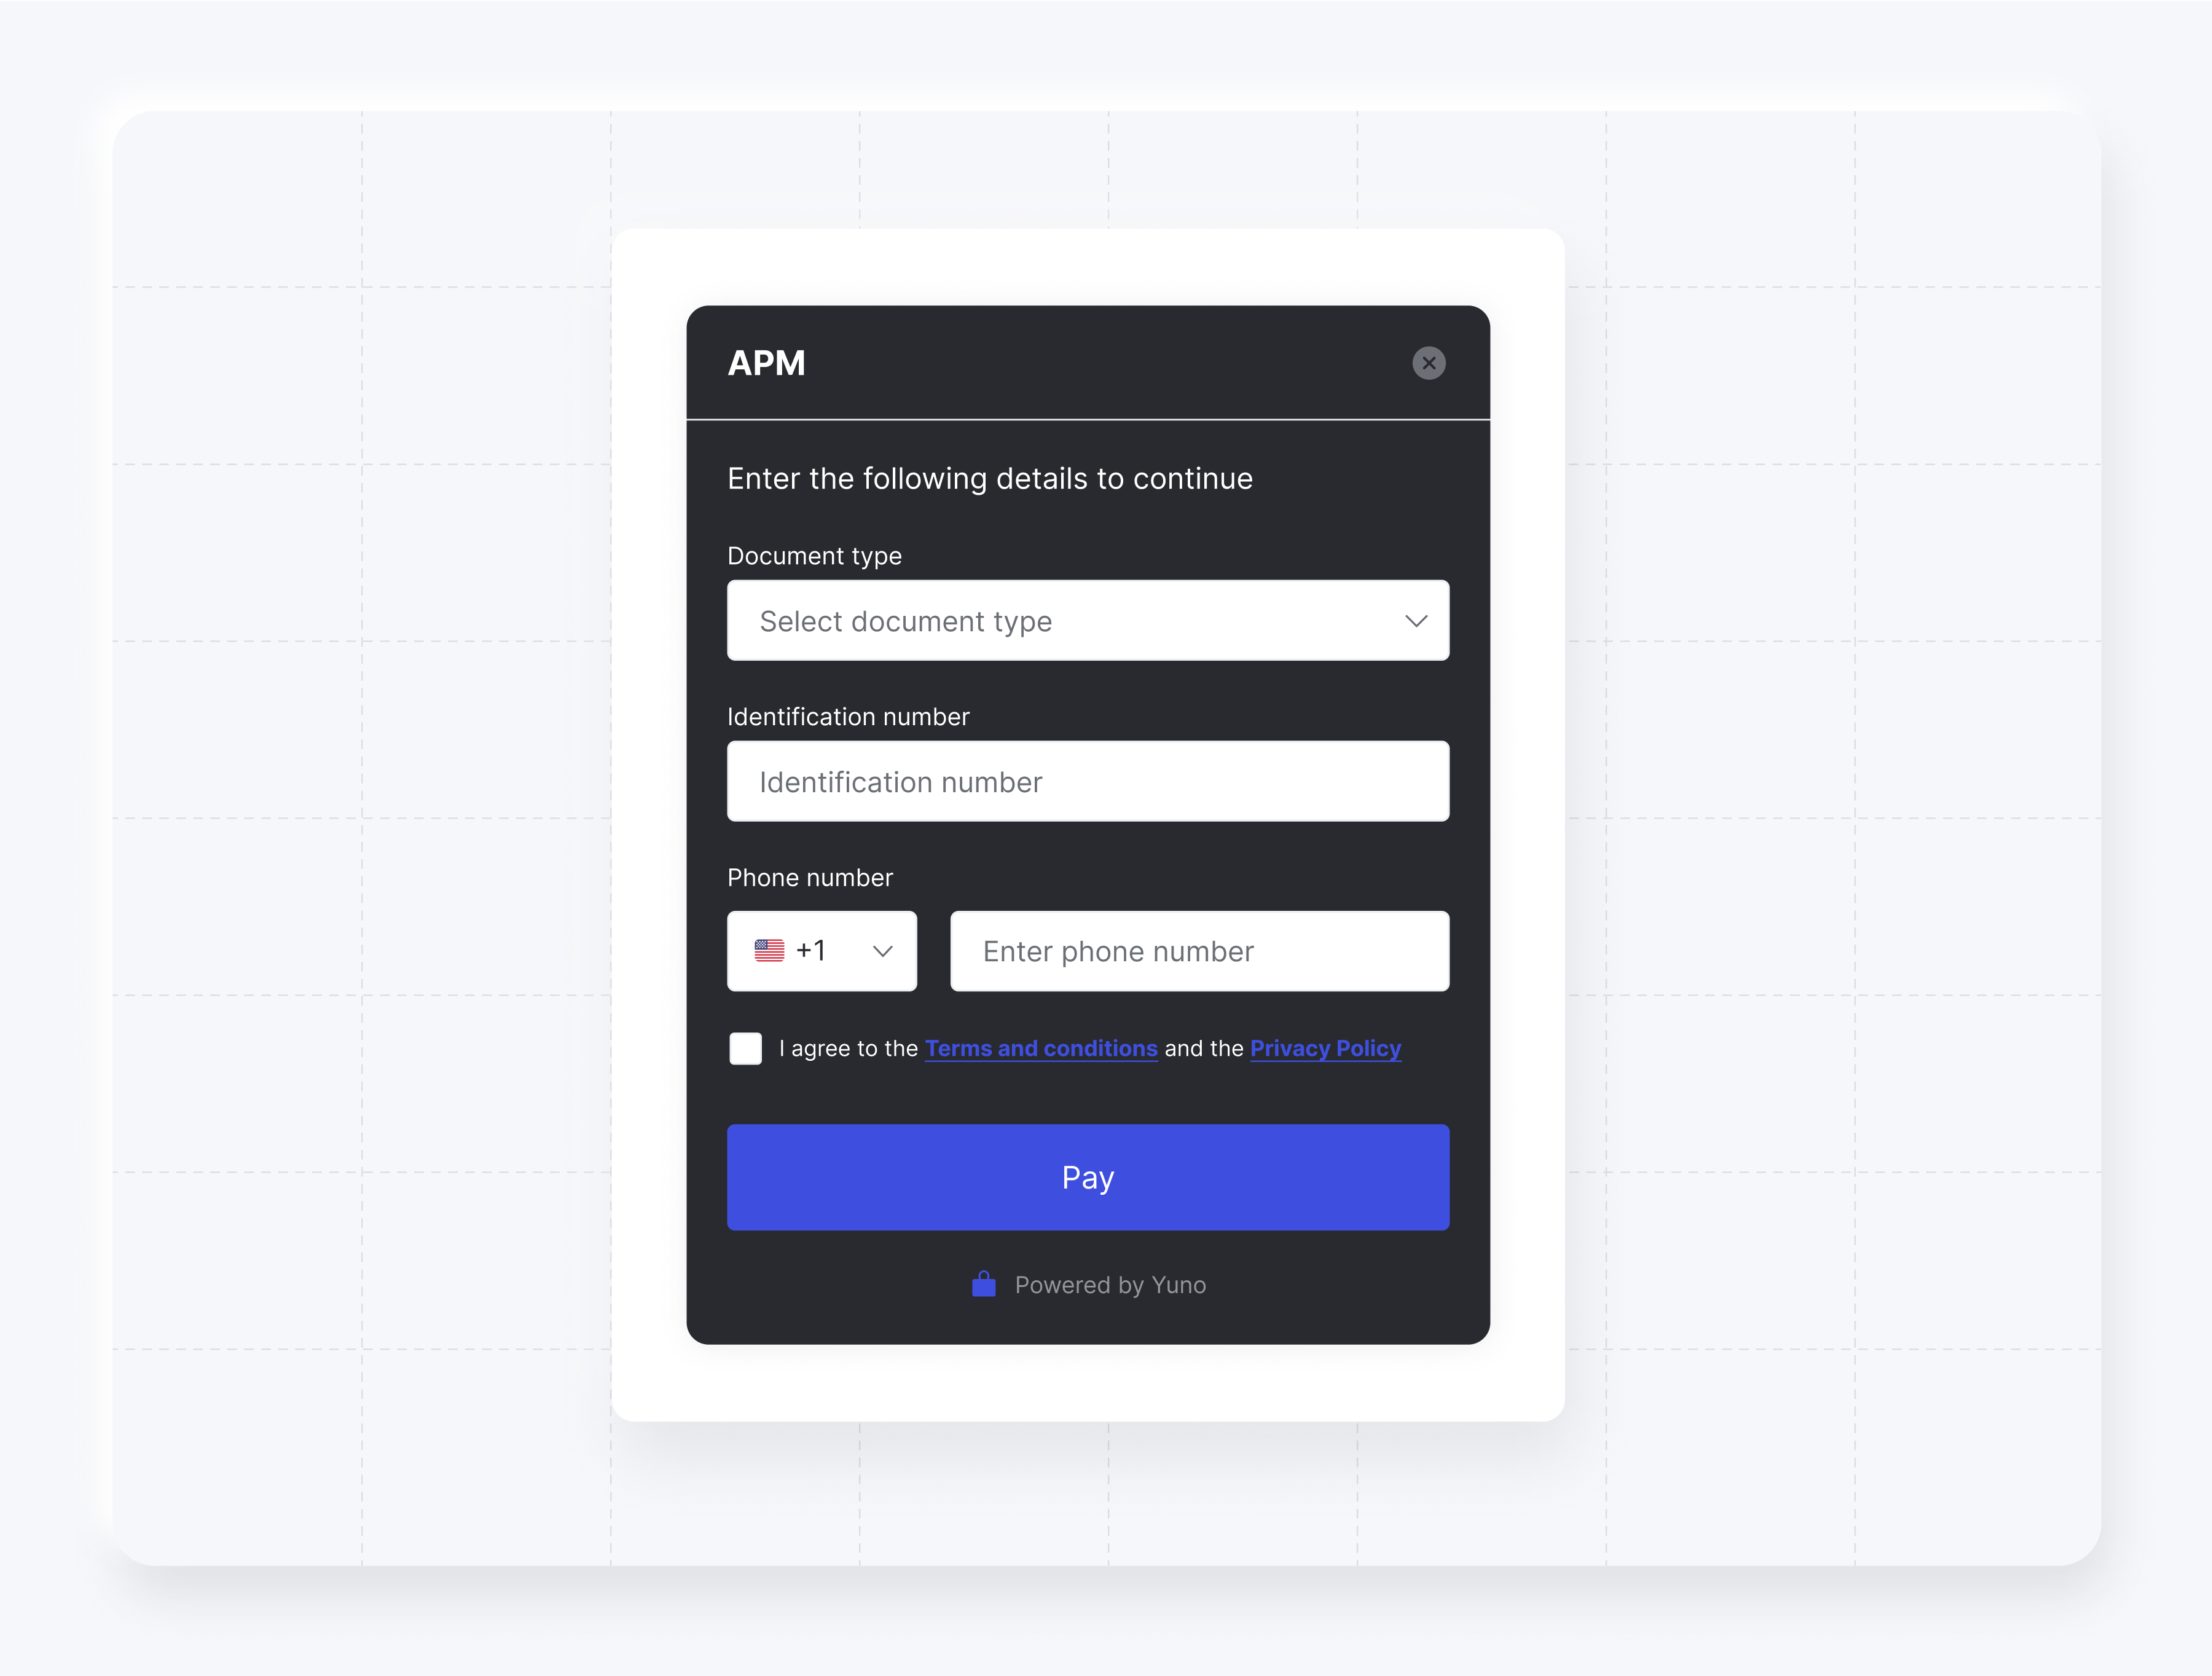 APM
Enter the following details to continue
Document type
Select document type
Identification number
Identification number
Phone number
+1
Enter phone number
I agree to the Terms and conditions and the Privacy Policy
Pay
Powered by Yuno